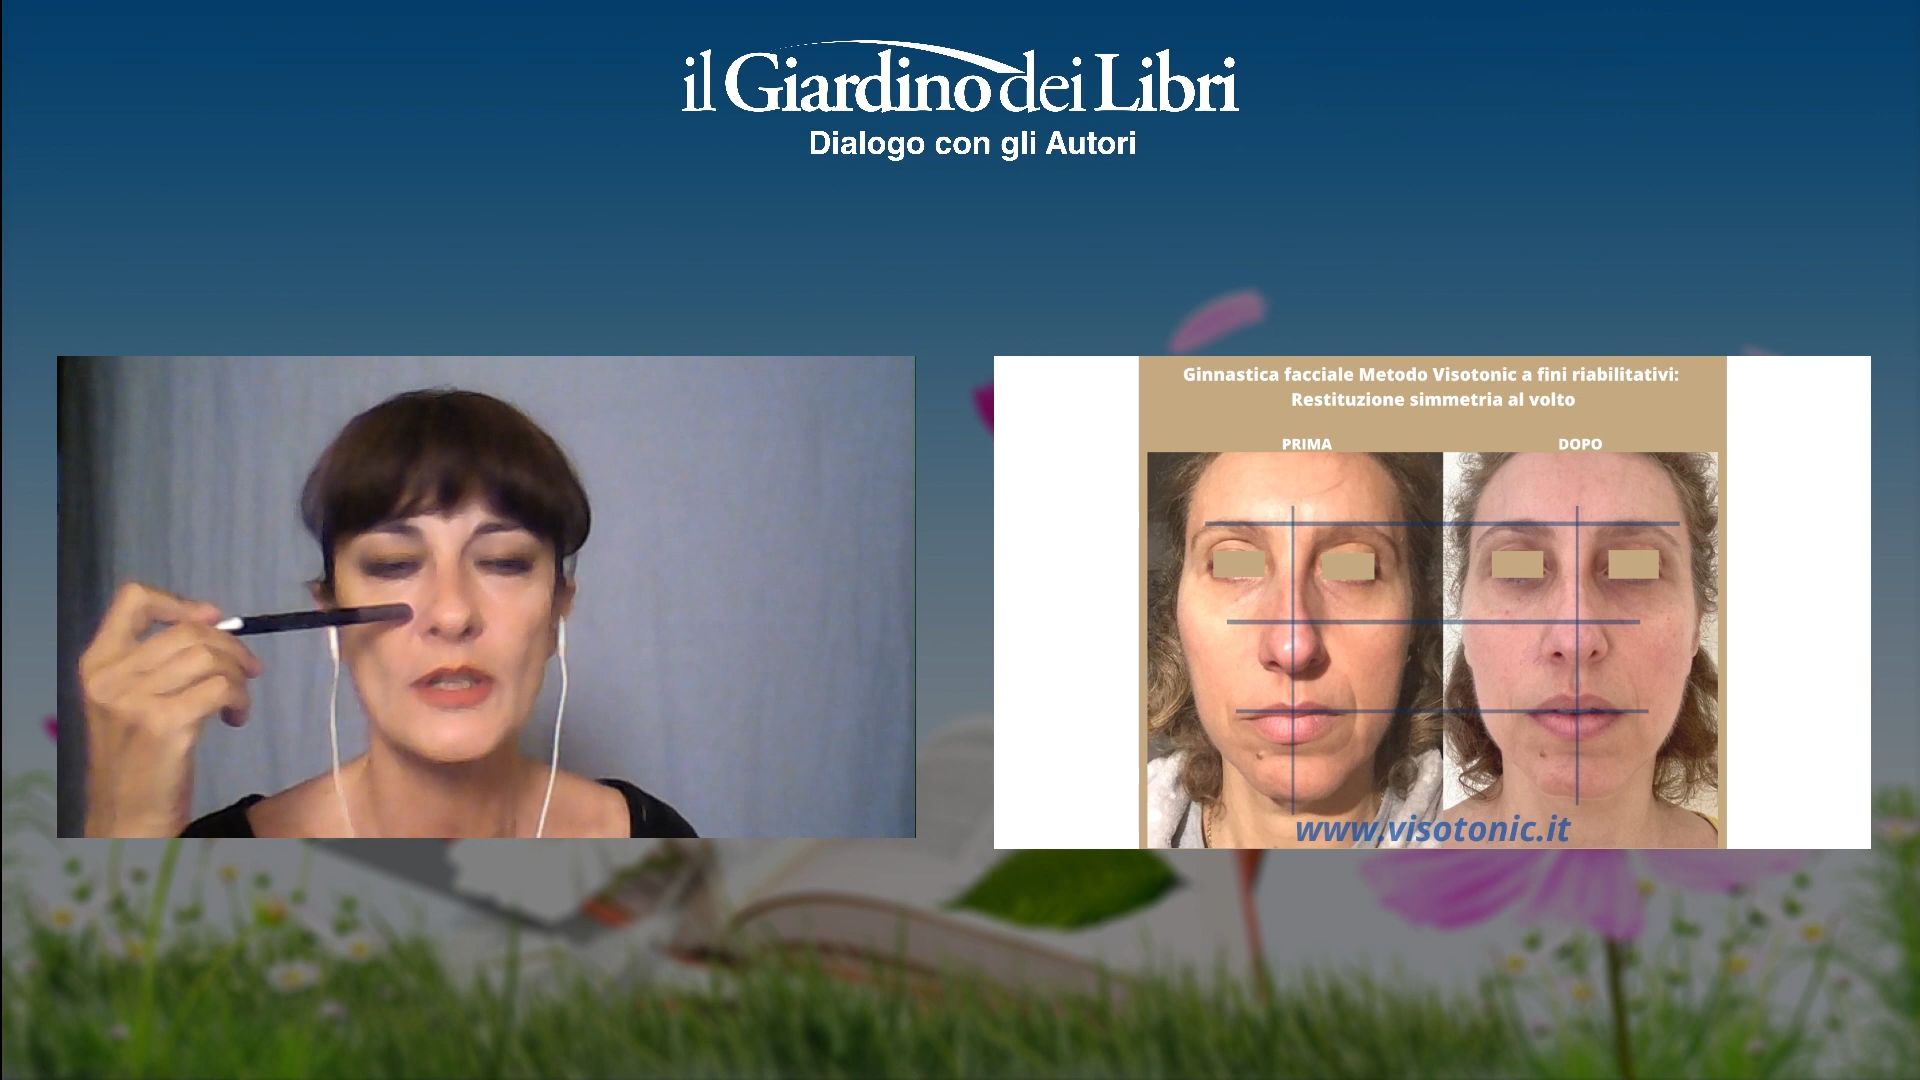 il Giardino dei Libri
Dialogo con gli Autori
Ginnastica facciale Metodo Visotonic a fini riabilitativi:
Restituzione simmetria al volto
PRIMA DOPO
www.visotonic.it